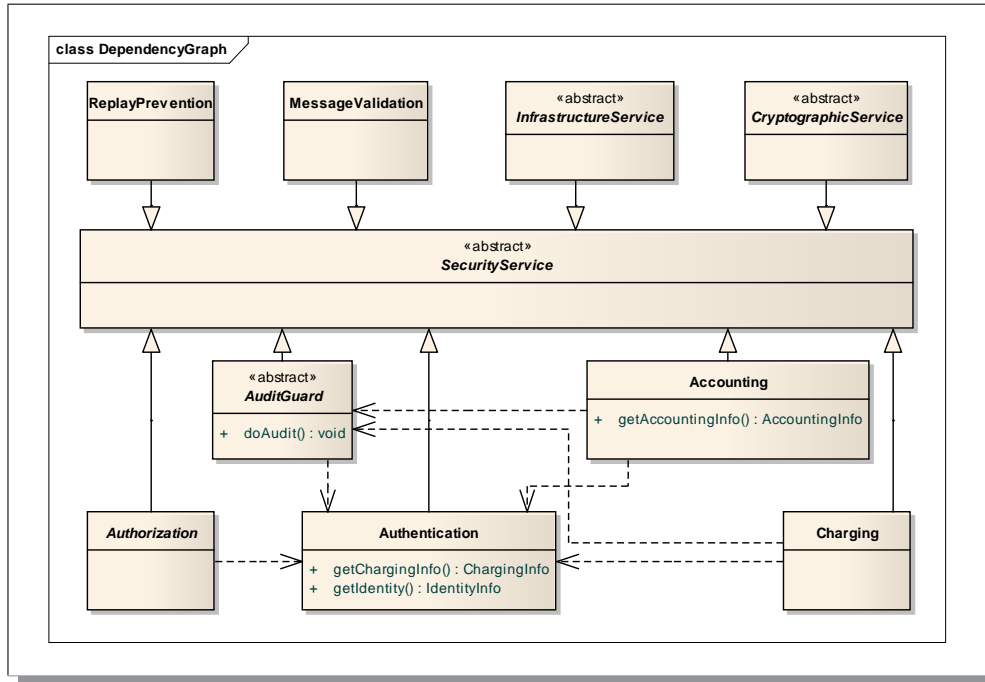 class DependencyGraph
ReplayPrevention
MessageValidation
«abstract»
InfrastructureService
«abstract»
CryptographicService
«abstract»
SecurityService
«abstract»
AuditGuard
+ doAudit() : void
Accounting
+ getAccountingInfo() : AccountingInfo
Authorization
Authentication
+ getChargingInfo() : ChargingInfo
+ getIdentity() : IdentityInfo
Charging